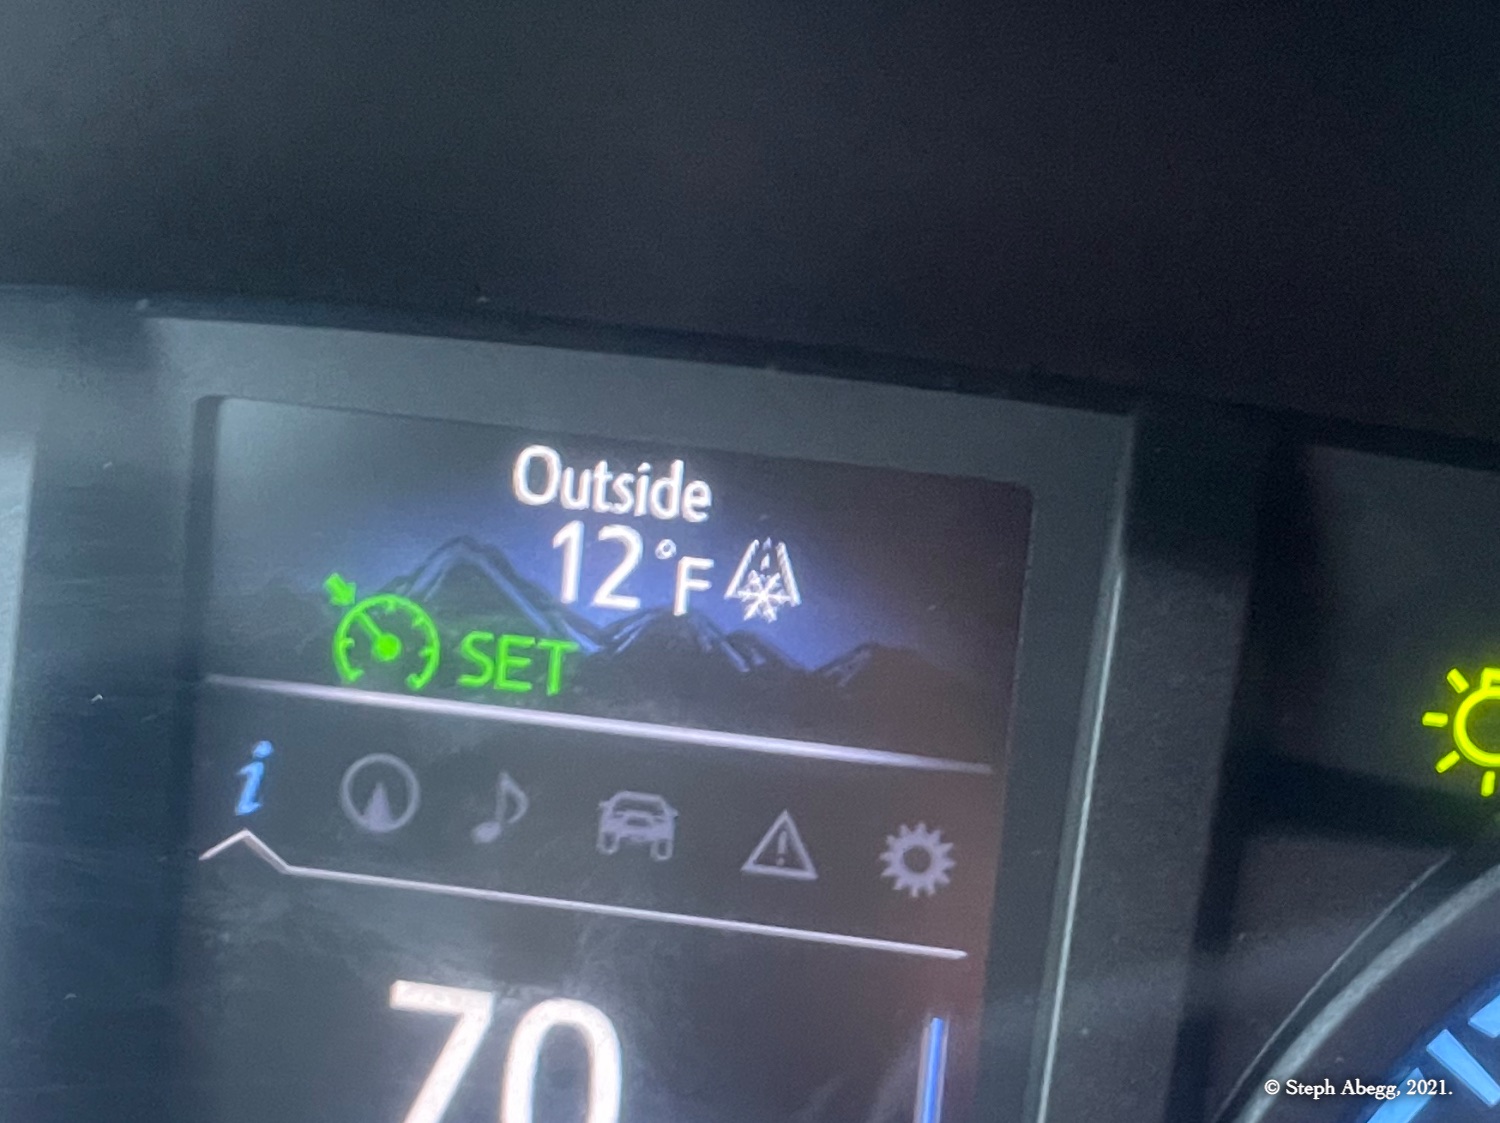 Outside
12°F
SET
i
70
© Steph Abegg, 2021.